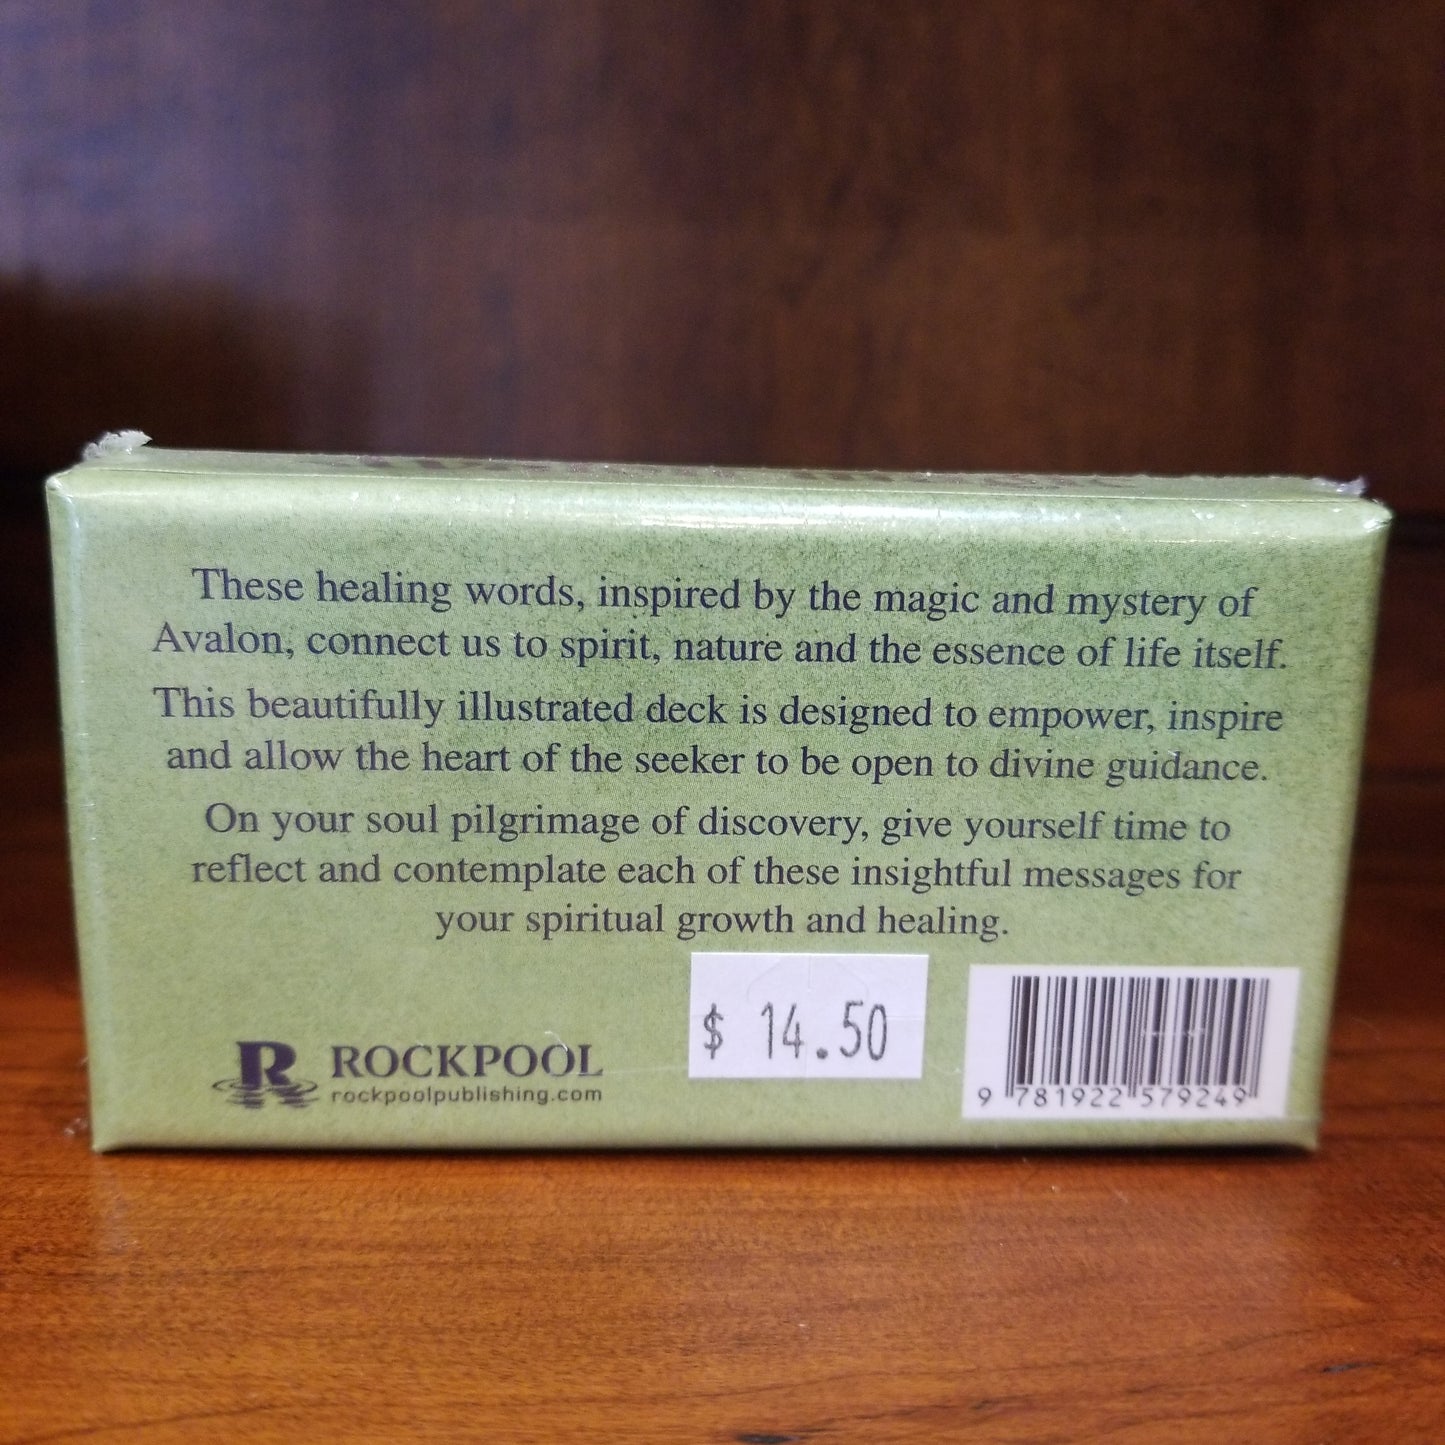 These healing words, inspired by the magic and mystery of
Avalon, connect us to spirit, nature and the essence of life itself.
This beautifully illustrated deck is designed to empower, inspire
and allow the heart of the seeker to be open to divine guidance.
On your soul pilgrimage of discovery, give yourself time to
reflect and contemplate each of these insightful messages for
your spiritual growth and healing.
$ 14.50
R ROCKPOOL
rockpoolpublishing.com
9 781922 579249